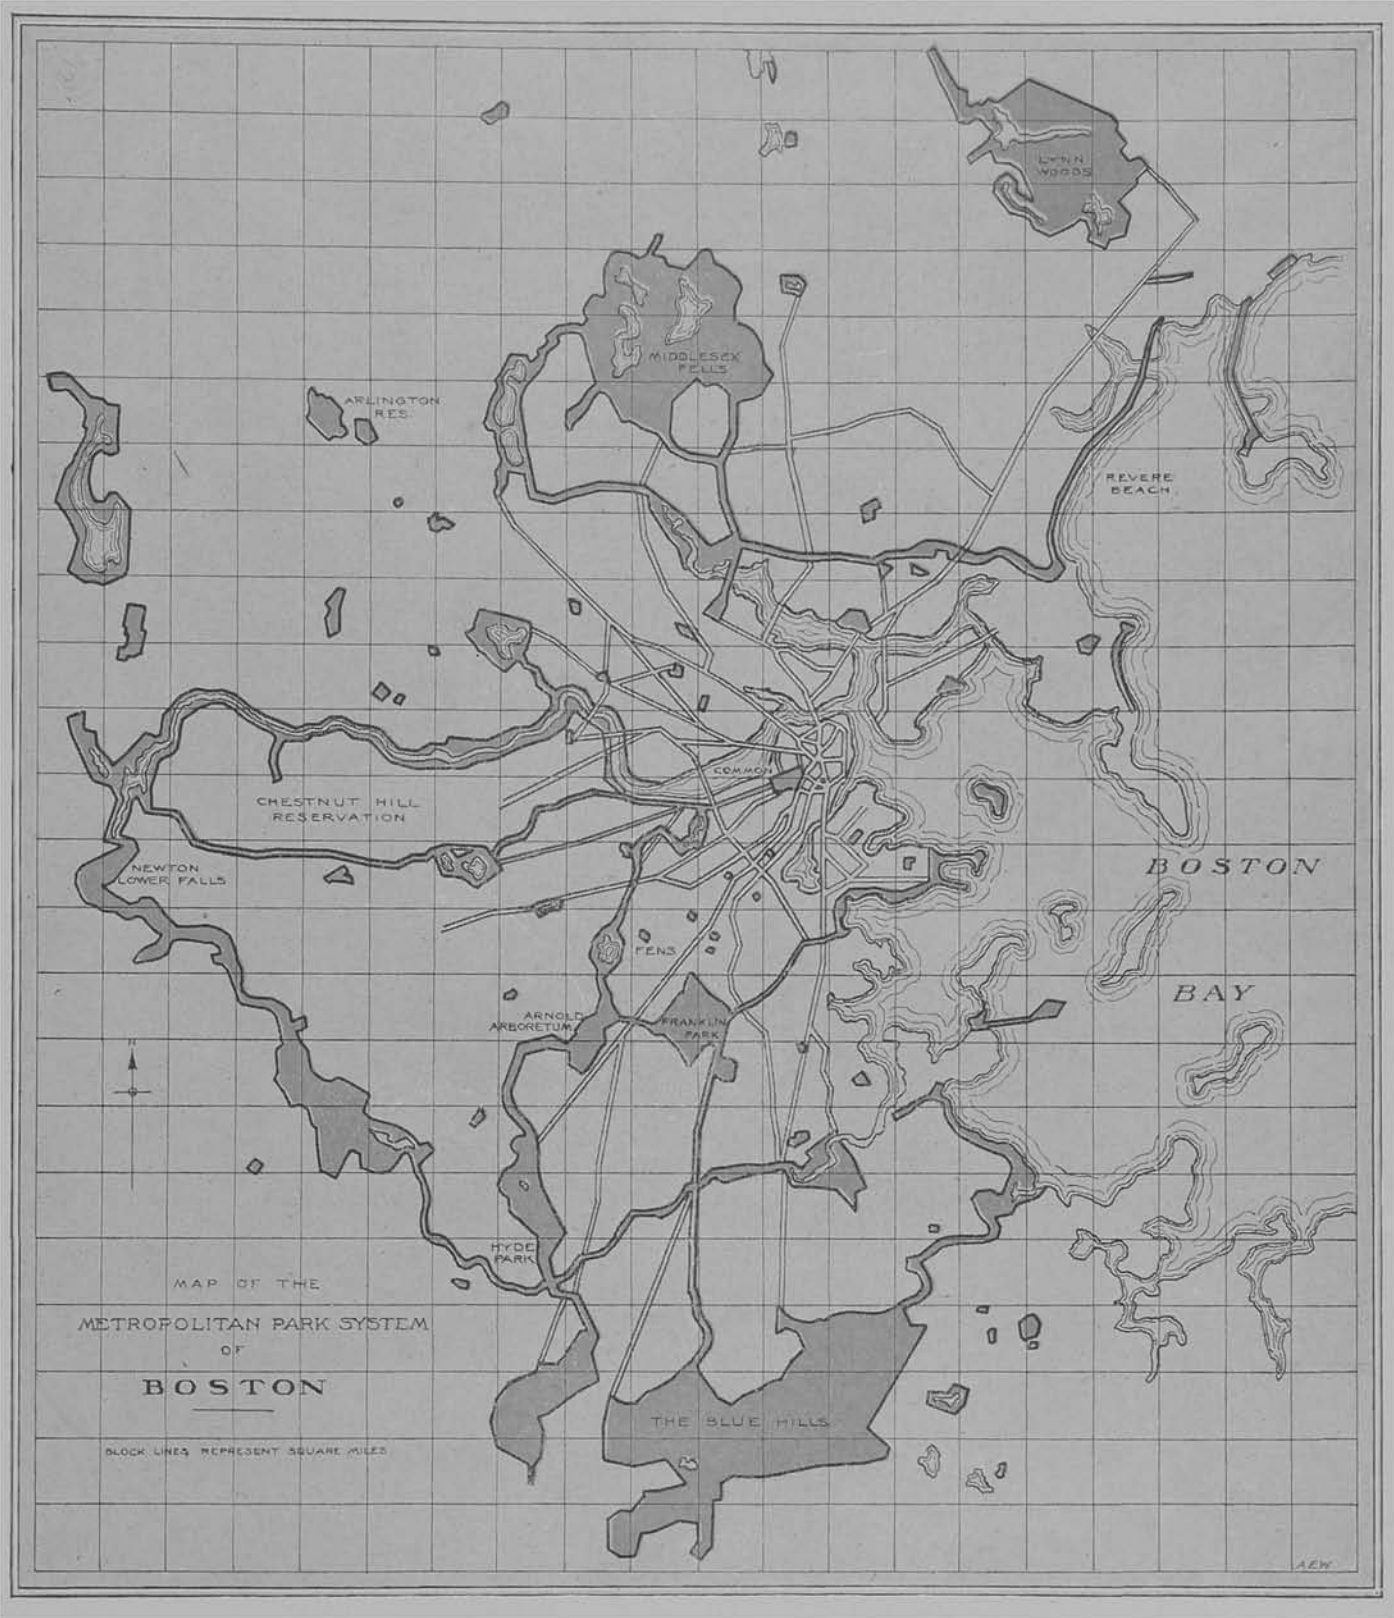 LYNN
WOODS
MIDDLESEX
FELLS
ARLINGTON
RES.
REVERE
BEACH.
COMMON
CHESTNUT HILL
RESERVATION
NEWTON
LOWER FALLS
BOSTON
BAY
FENS
ARNOLD
ARBORETUM
FRANKLIN
PARK
N
HYDE
PARK
MAP OF THE
METROPOLITAN PARK SYSTEM
OF
BOSTON
THE BLUE HILLS
BLOCK LINES REPRESENT SQUARE MILES
AEW